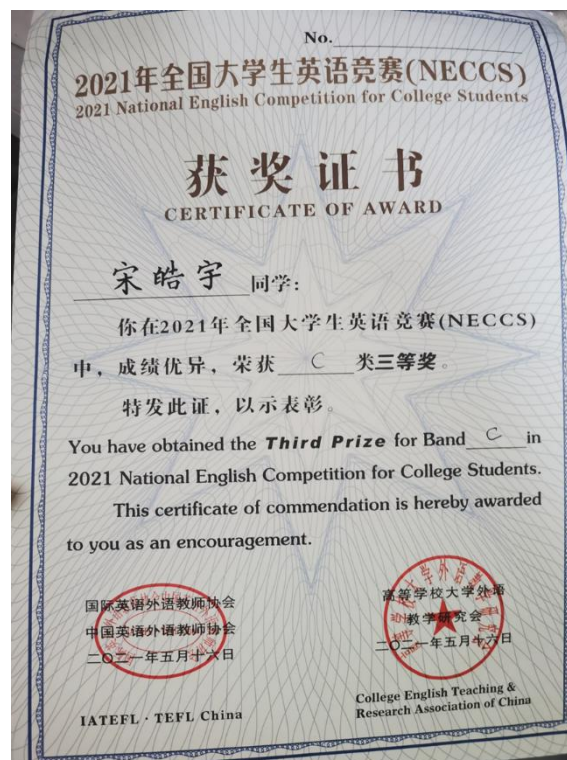 No.
2021年全国大学生英语竞赛(NECCS)
2021 National English Competition for College Students
获奖证书
CERTIFICATE OF AWARD
宋皓宇 同学:
你在2021年全国大学生英语竞赛(NECCS)
中，成绩优异，荣获 C 类三等奖。
特发此证，以示表彰。
You have obtained the Third Prize for Band C in
2021 National English Competition for College Students.
This certificate of commendation is hereby awarded
to you as an encouragement.
国际英语外语教师协会
中国英语外语教师协会
二〇二一年五月十六日
IATEFL · TEFL China
高等学校大学外语
教学研究会
二〇二一年五月十六日
College English Teaching &
Research Association of China